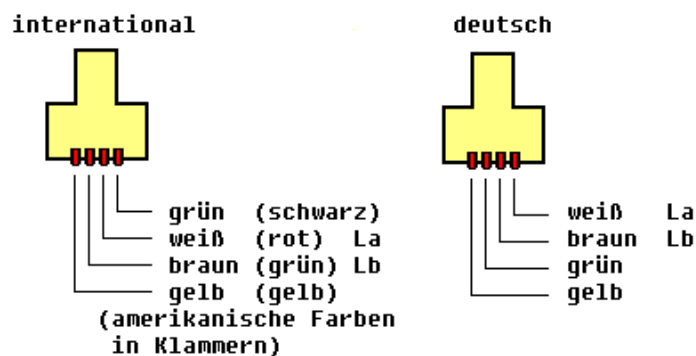 international
grün (schwarz)
weiß (rot) La
braun (grün) Lb
gelb (gelb)
(amerikanische Farben
in Klammern)
deutsch
weiß La
braun Lb
grün
gelb